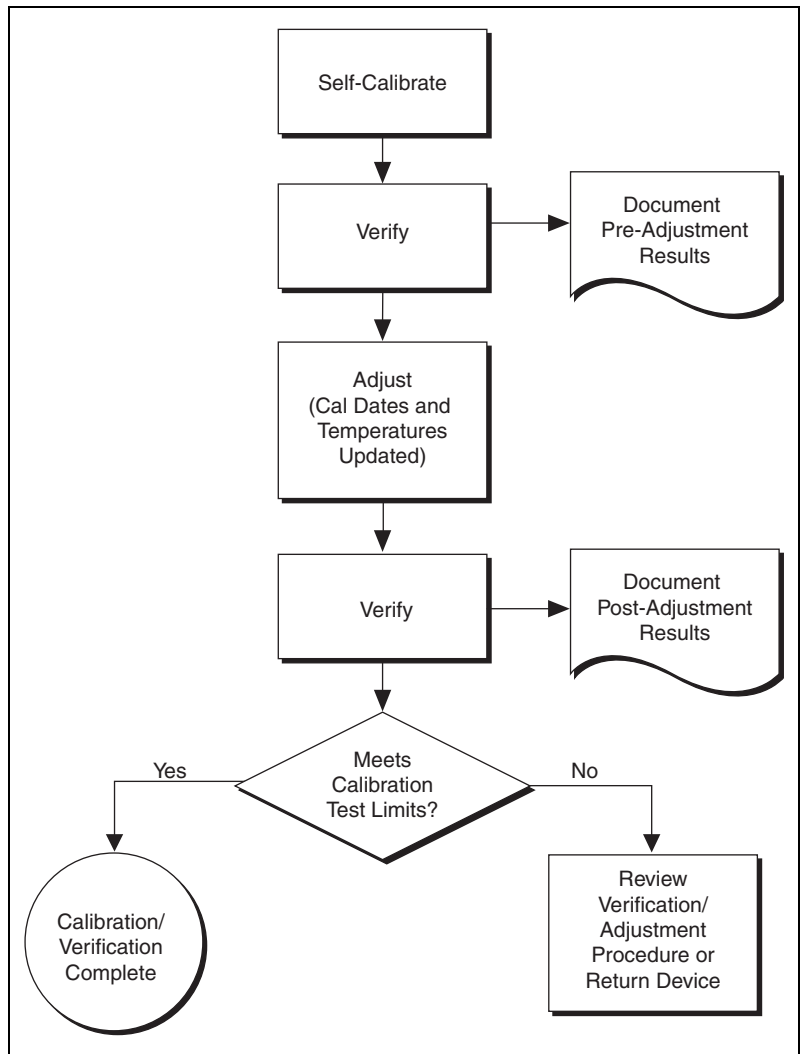 Self-Calibrate
Verify
Document
Pre-Adjustment
Results
Adjust
(Cal Dates and
Temperatures
Updated)
Verify
Document
Post-Adjustment
Results
Meets
Calibration
Test Limits?
Yes
No
Calibration/
Verification
Complete
Review
Verification/
Adjustment
Procedure or
Return Device